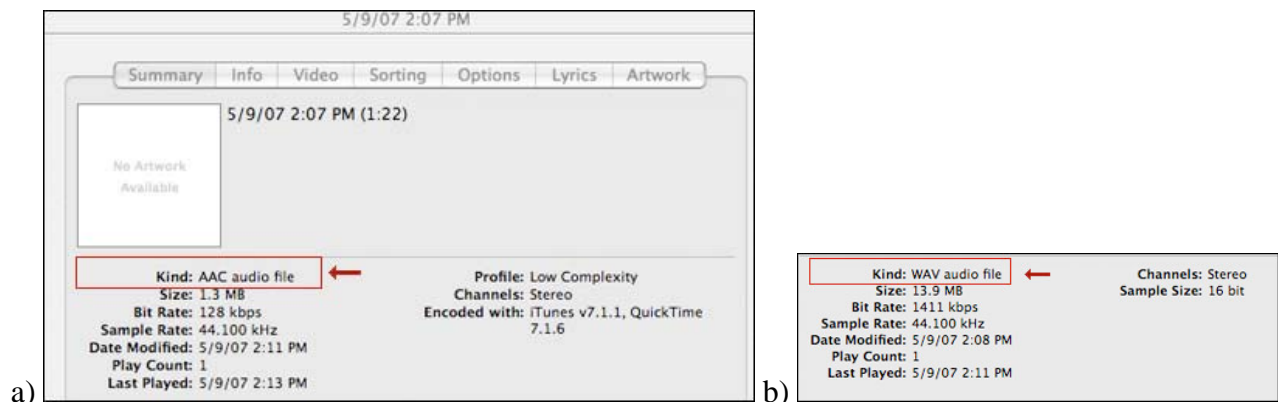 5/9/07 2:07 PM
Summary Info Video Sorting Options Lyrics Artwork
5/9/07 2:07 PM (1:22)
No Artwork
Available
Kind: AAC audio file
Size: 1.3 MB
Bit Rate: 128 kbps
Sample Rate: 44.100 kHz
Date Modified: 5/9/07 2:11 PM
Play Count: 1
Last Played: 5/9/07 2:13 PM
Profile: Low Complexity
Channels: Stereo
Encoded with: iTunes v7.1.1, QuickTime
7.1.6
a)
Kind: WAV audio file
Size: 13.9 MB
Bit Rate: 1411 kbps
Sample Rate: 44.100 kHz
Date Modified: 5/9/07 2:08 PM
Play Count: 1
Last Played: 5/9/07 2:11 PM
Channels: Stereo
Sample Size: 16 bit
b)